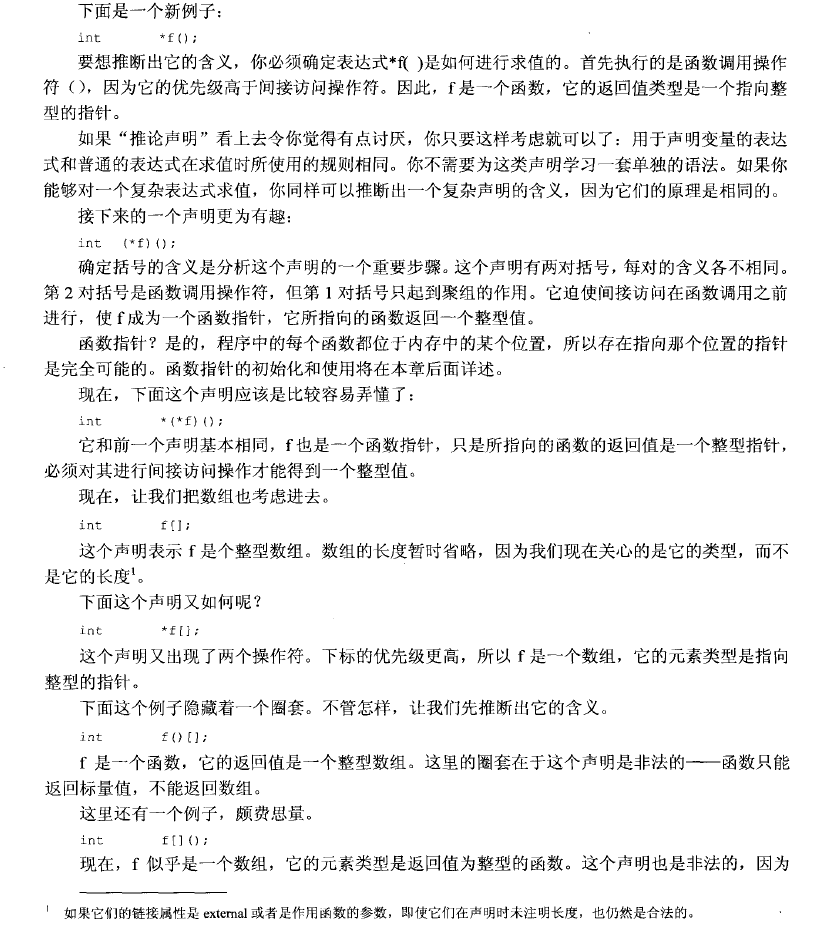 下面是一个新例子：
int *f();
要想推断出它的含义，你必须确定表达式*f( )是如何进行求值的。首先执行的是函数调用操作
符（），因为它的优先级高于间接访问操作符。因此，f 是一个函数，它的返回值类型是一个指向整
型的指针。
如果“推论声明”看上去令你觉得有点讨厌，你只要这样考虑就可以了：用于声明变量的表达
式和普通的表达式在求值时所使用的规则相同。你不需要为这类声明学习一套单独的语法。如果你
能够对一个复杂表达式求值，你同样可以推断出一个复杂声明的含义，因为它们的原理是相同的。
接下来的一个声明更为有趣：
int (*f)();
确定括号的含义是分析这个声明的一个重要步骤。这个声明有两对括号，每对的含义各不相同。
第 2 对括号是函数调用操作符，但第 1 对括号只起到聚组的作用。它迫使间接访问在函数调用之前
进行，使 f 成为一个函数指针，它所指向的函数返回一个整型值。
函数指针？是的，程序中的每个函数都位于内存中的某个位置，所以存在指向那个位置的指针
是完全可能的。函数指针的初始化和使用将在本章后面详述。
现在，下面这个声明应该是比较容易弄懂了：
int *(*f)();
它和前一个声明基本相同，f 也是一个函数指针，只是所指向的函数的返回值是一个整型指针，
必须对其进行间接访问操作才能得到一个整型值。
现在，让我们把数组也考虑进去。
int f[];
这个声明表示 f 是个整型数组。数组的长度暂时省略，因为我们现在关心的是它的类型，而不
是它的长度¹。
下面这个声明又如何呢？
int *f[];
这个声明又出现了两个操作符。下标的优先级更高，所以 f 是一个数组，它的元素类型是指向
整型的指针。
下面这个例子隐藏着一个圈套。不管怎样，让我们先推断出它的含义。
int f()[];
f 是一个函数，它的返回值是一个整型数组。这里的圈套在于这个声明是非法的——函数只能
返回标量值，不能返回数组。
这里还有一个例子，颇费思量。
int f[]();
现在，f 似乎是一个数组，它的元素类型是返回值为整型的函数。这个声明也是非法的，因为
¹ 如果它们的链接属性是 external 或者是作用函数的参数，即使它们在声明时未注明长度，也仍然是合法的。